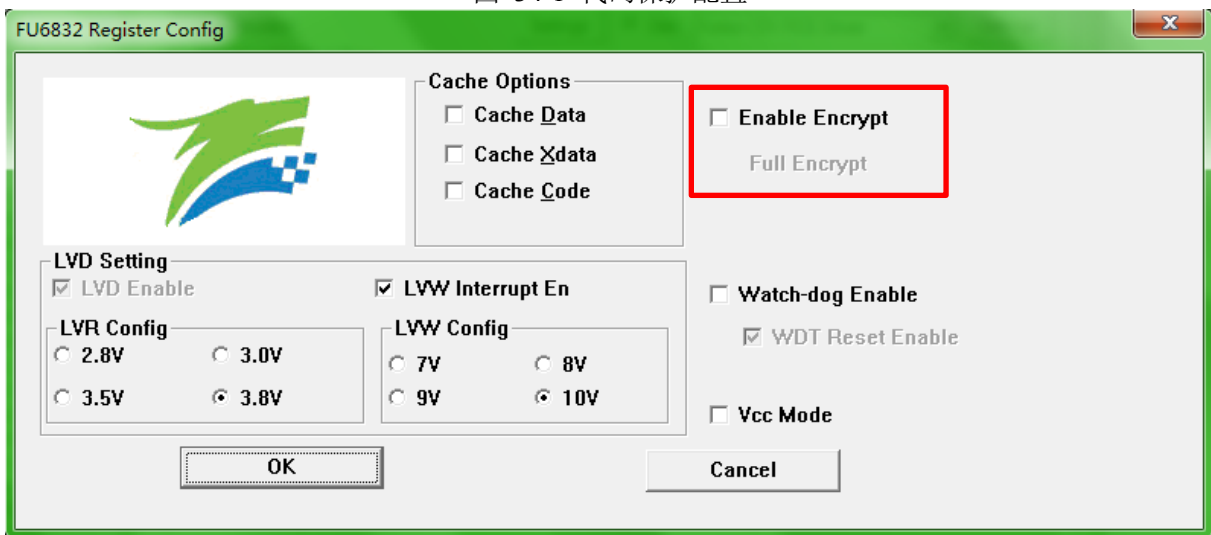 FU6832 Register Config
Cache Options
Cache Data
Cache Xdata
Cache Code
Enable Encrypt
Full Encrypt
LVD Setting
LVD Enable
LVW Interrupt En
LVR Config
2.8V 3.0V
3.5V 3.8V
LVW Config
7V 8V
9V 10V
Watch-dog Enable
WDT Reset Enable
Vcc Mode
OK
Cancel